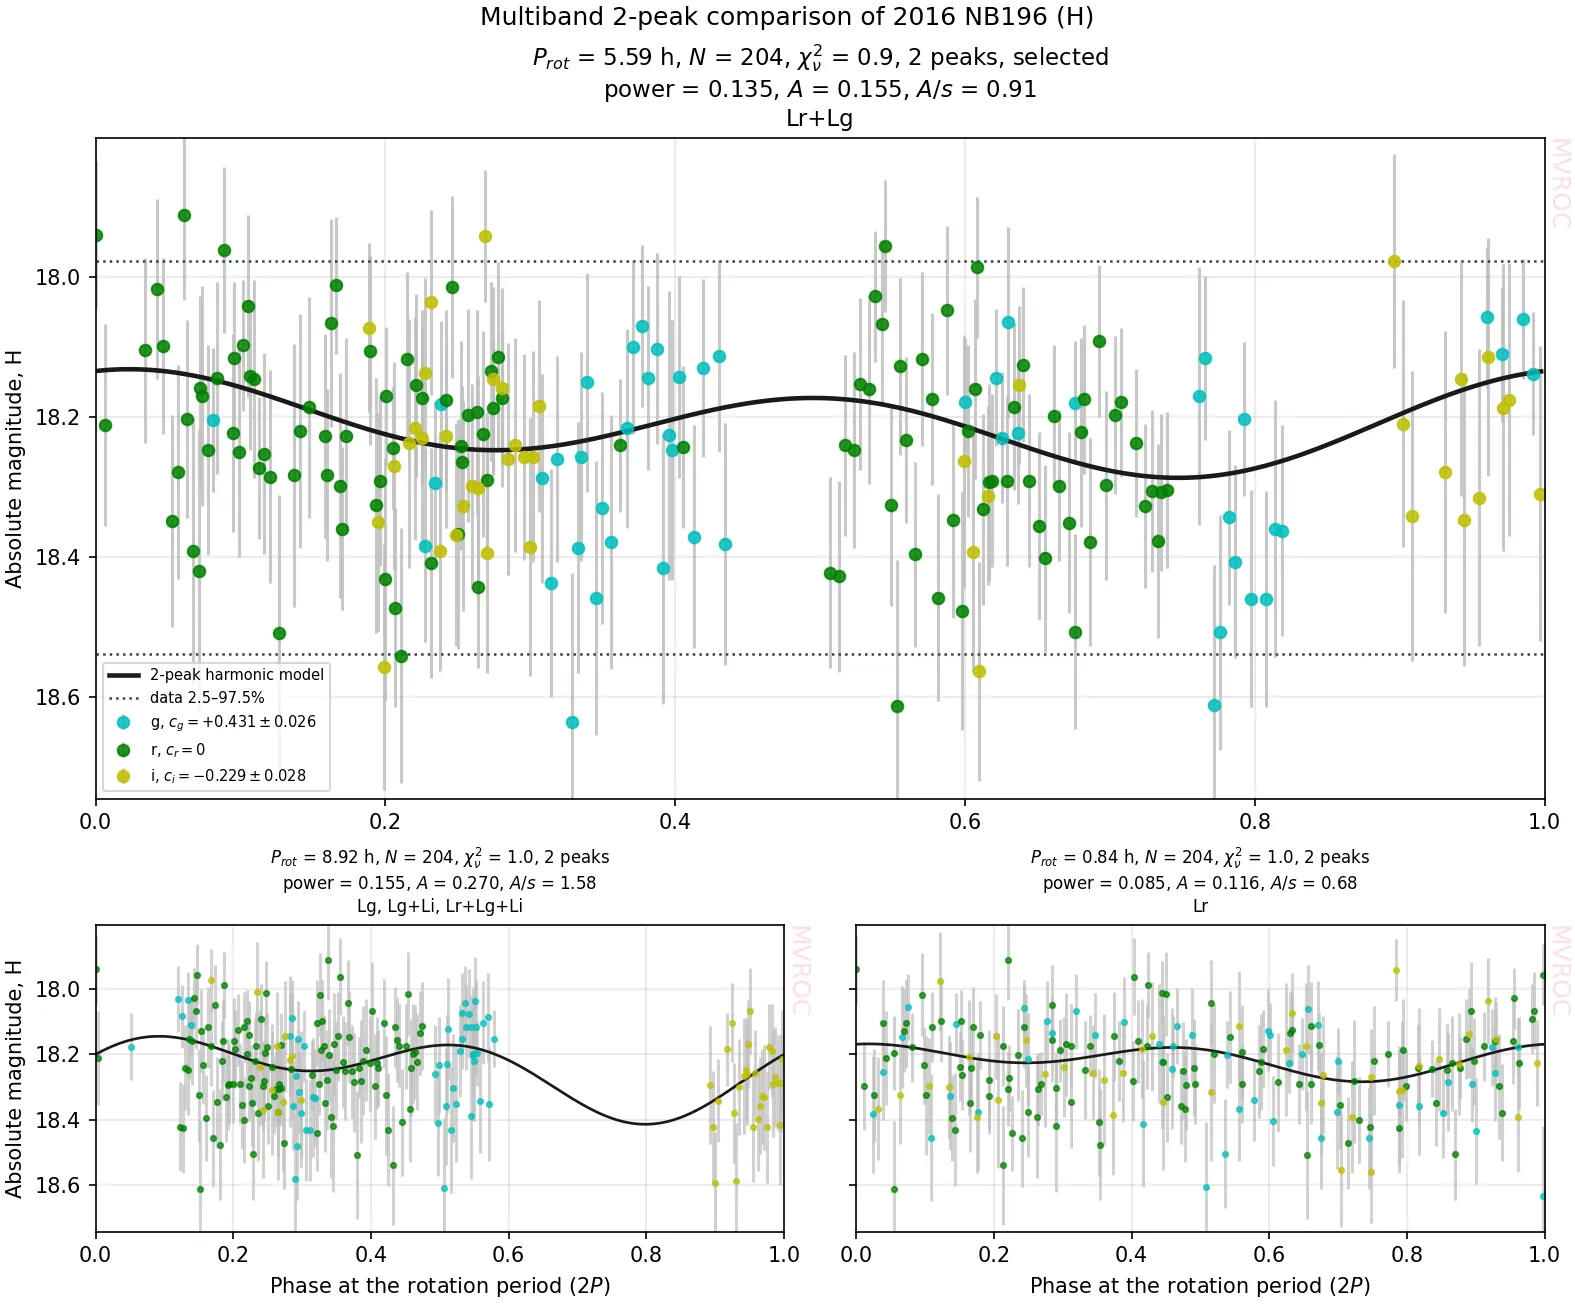 Multiband 2-peak comparison of 2016 NB196 (H)
P_rot = 5.59 h, N = 204, χ²_ν = 0.9, 2 peaks, selected
power = 0.135, A = 0.155, A/s = 0.91
Lr+Lg
MVROC
Absolute magnitude, H
18.0
18.2
18.4
18.6
2-peak harmonic model
data 2.5–97.5%
g, c_g = +0.431 ± 0.026
r, c_r = 0
i, c_i = −0.229 ± 0.028
0.0 0.2 0.4 0.6 0.8 1.0
P_rot = 8.92 h, N = 204, χ²_ν = 1.0, 2 peaks
power = 0.155, A = 0.270, A/s = 1.58
Lg, Lg+Li, Lr+Lg+Li
MVROC
Absolute magnitude, H
18.0
18.2
18.4
18.6
0.0 0.2 0.4 0.6 0.8 1.0
Phase at the rotation period (2P)
P_rot = 0.84 h, N = 204, χ²_ν = 1.0, 2 peaks
power = 0.085, A = 0.116, A/s = 0.68
Lr
MVROC
0.0 0.2 0.4 0.6 0.8 1.0
Phase at the rotation period (2P)